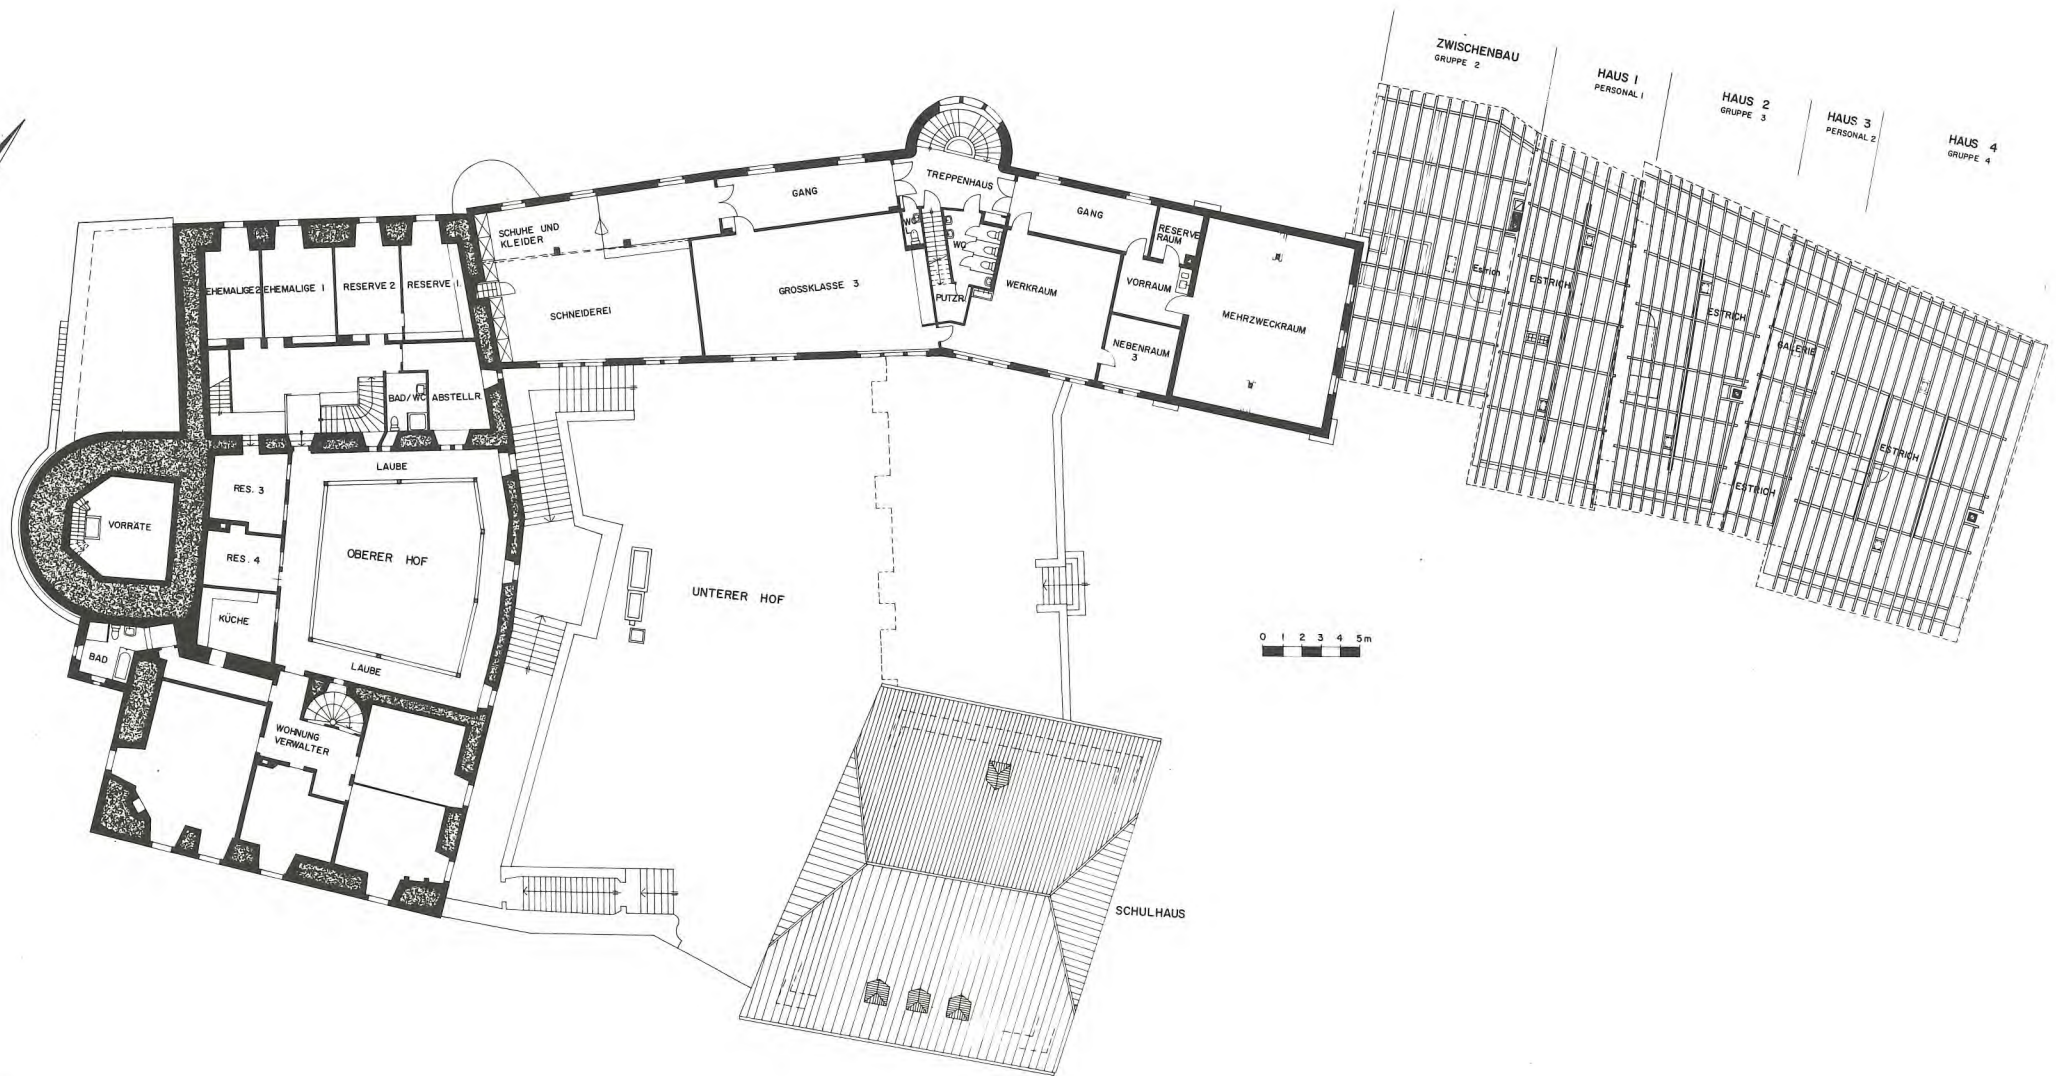 ZWISCHENBAU
GRUPPE 2
HAUS 1
PERSONAL 1
HAUS 2
GRUPPE 3
HAUS 3
PERSONAL 2
HAUS 4
GRUPPE 4
TREPPENHAUS
GANG
GANG
SCHUHE UND
KLEIDER
WC
WC
RESERVE
RAUM
EHEMALIGE 2
EHEMALIGE 1
RESERVE 2
RESERVE 1
SCHNEIDEREI
GROSSKLASSE 3
PUTZR.
WERKRAUM
VORRAUM
MEHRZWECKRAUM
NEBENRAUM
3
Estrich
ESTRICH
ESTRICH
GALERIE
ESTRICH
ESTRICH
BAD/WC
ABSTELLR.
LAUBE
RES. 3
VORRÄTE
RES. 4
OBERER HOF
KÜCHE
UNTERER HOF
BAD
LAUBE
WOHNUNG
VERWALTER
0 1 2 3 4 5m
SCHULHAUS